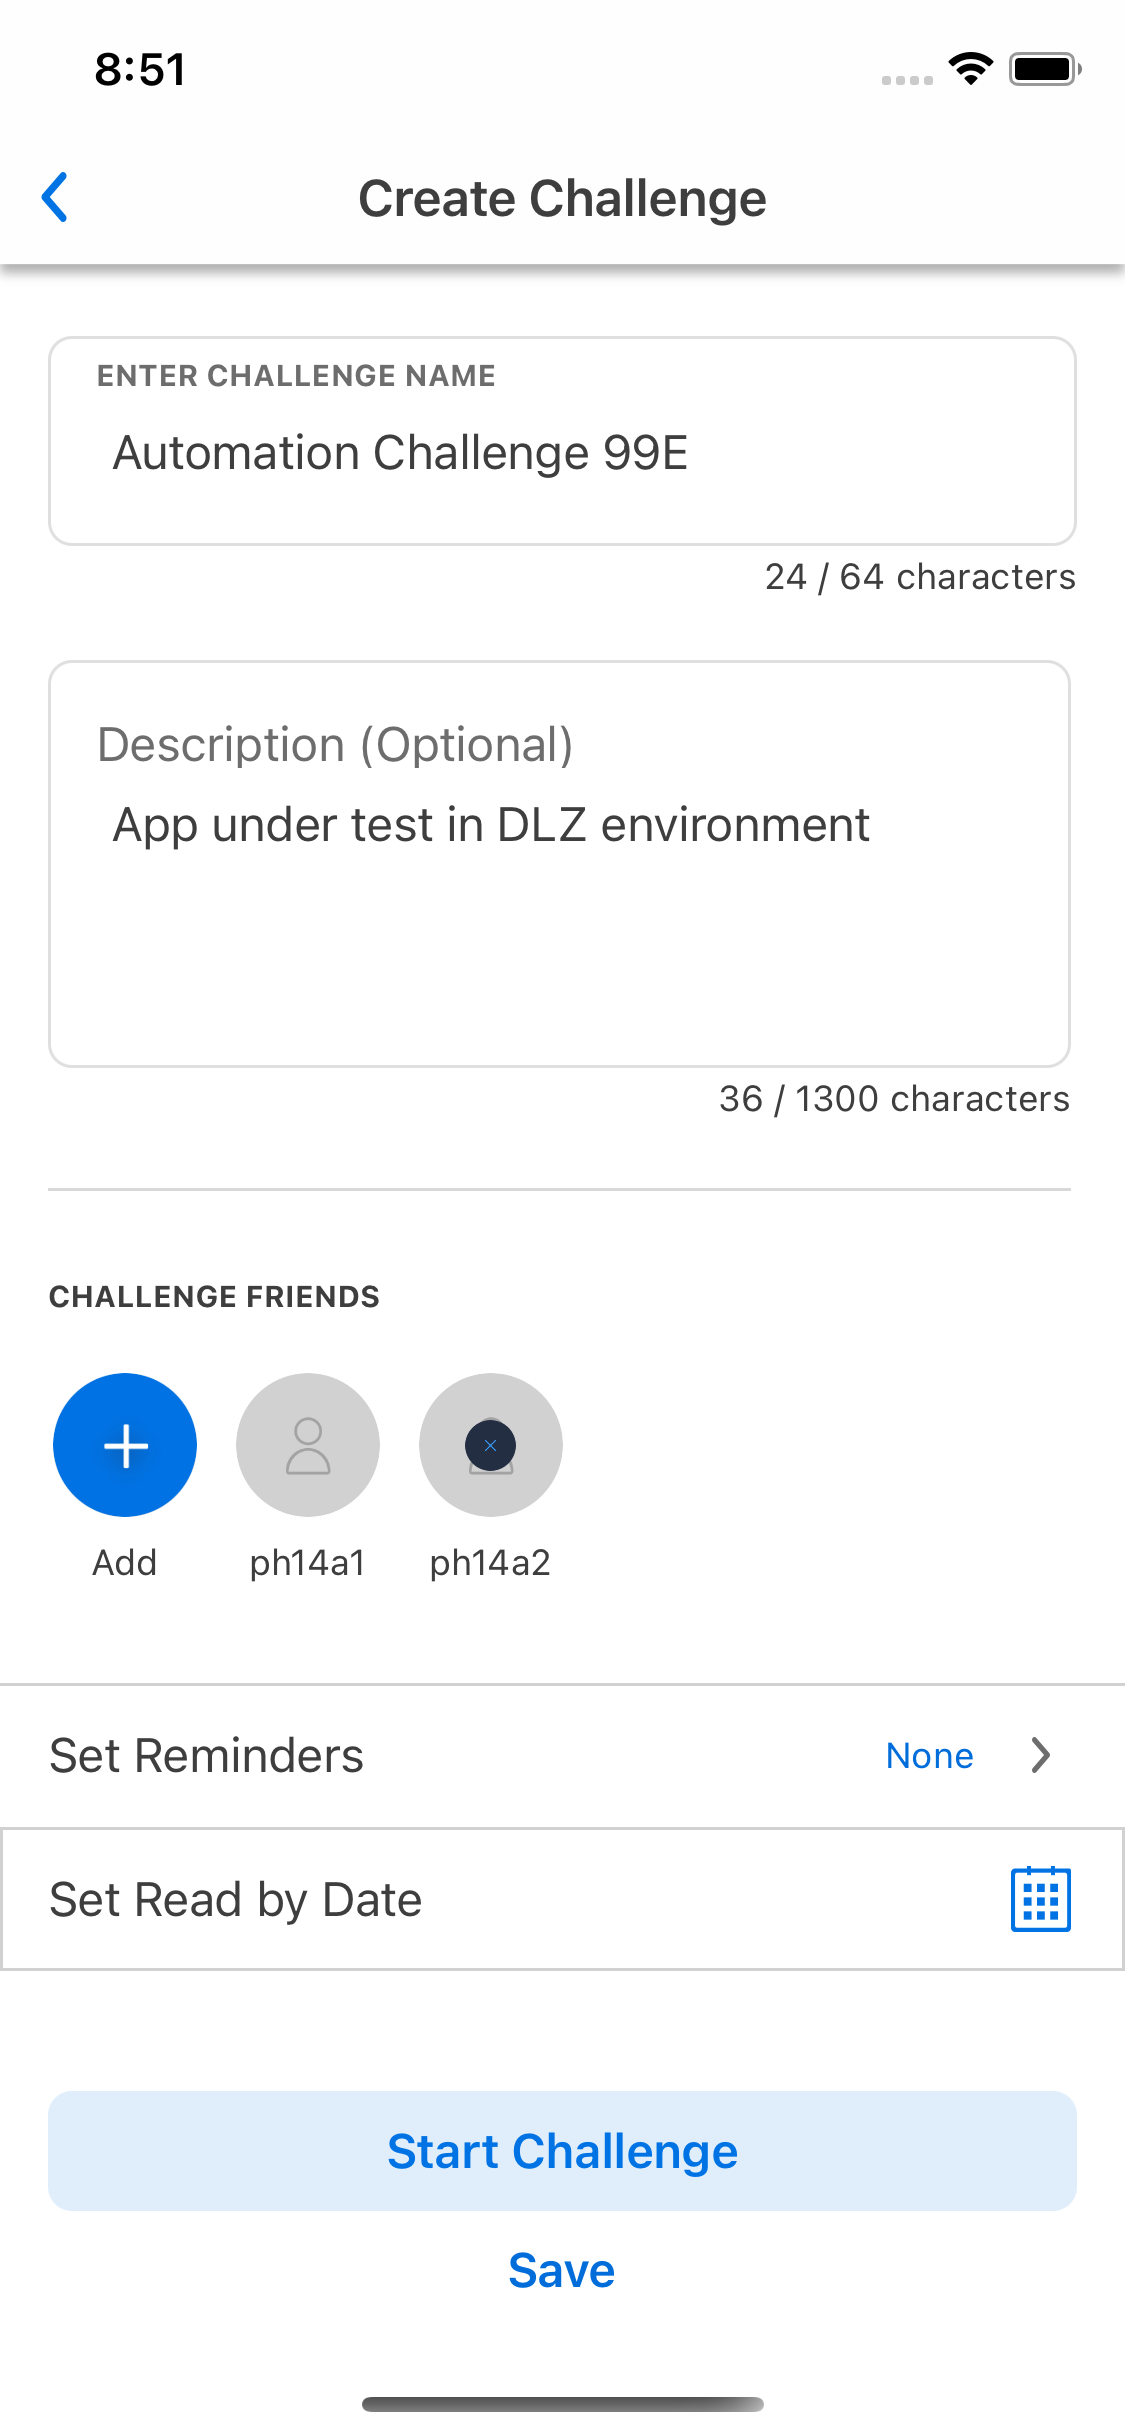 8:51
Create Challenge
ENTER CHALLENGE NAME
Automation Challenge 99E
24 / 64 characters
Description (Optional)
App under test in DLZ environment
36 / 1300 characters
CHALLENGE FRIENDS
Add ph14a1 ph14a2
Set Reminders None
Set Read by Date
Start Challenge
Save